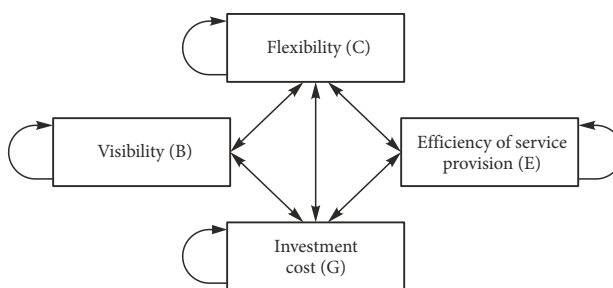 Flexibility (C)
Visibility (B)
Efficiency of service
provision (E)
Investment
cost (G)